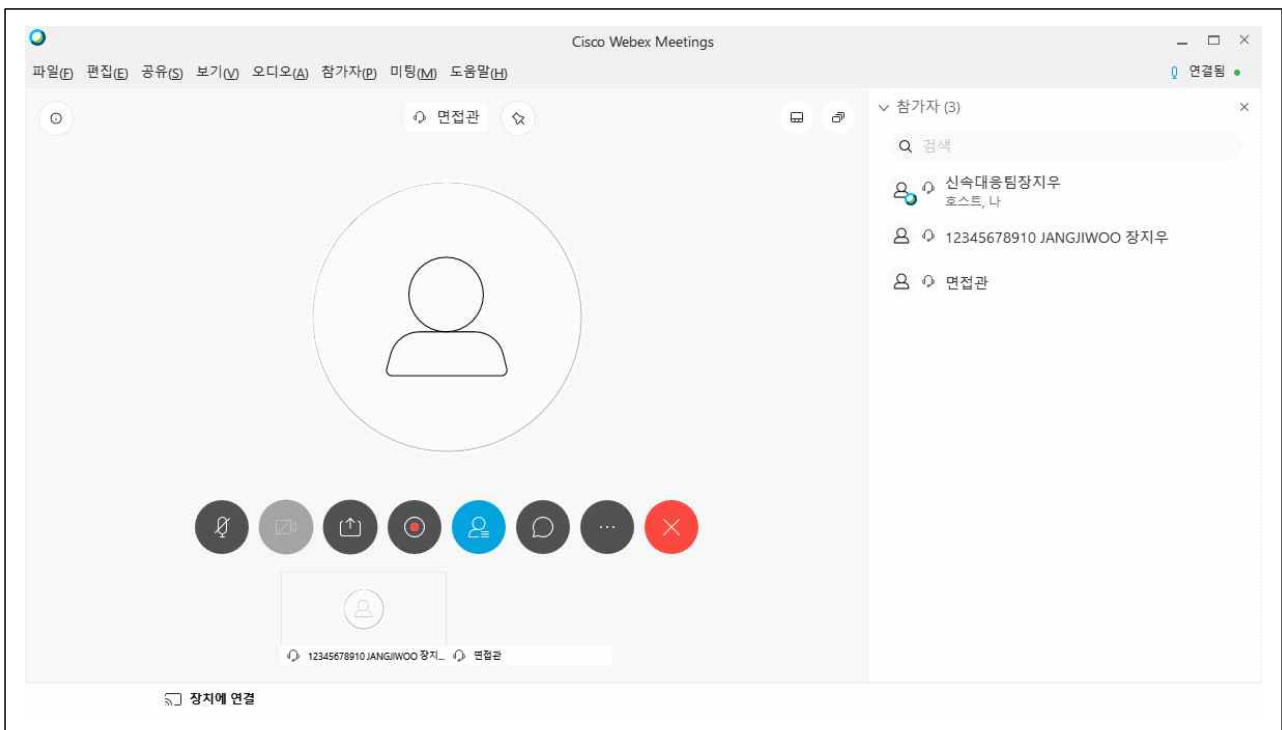 Cisco Webex Meetings
파일(F) 편집(E) 공유(S) 보기(V) 오디오(A) 참가자(P) 미팅(M) 도움말(H)
연결됨
면접관
참가자 (3)
검색
신속대응팀장지우
호스트, 나
12345678910 JANGJIWOO 장지우
면접관
12345678910 JANGJIWOO 장지... 면접관
장치에 연결